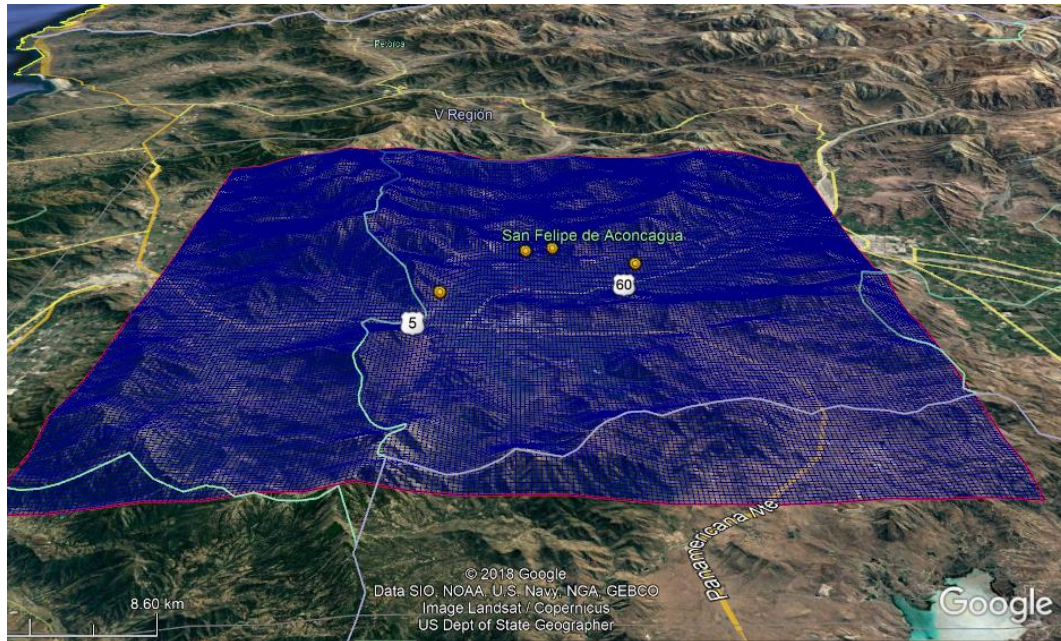 Petorca
V Región
San Felipe de Aconcagua
60
5
Panamericana Me
© 2018 Google
Data SIO, NOAA, U.S. Navy, NGA, GEBCO
Image Landsat / Copernicus
US Dept of State Geographer
8.60 km
Google